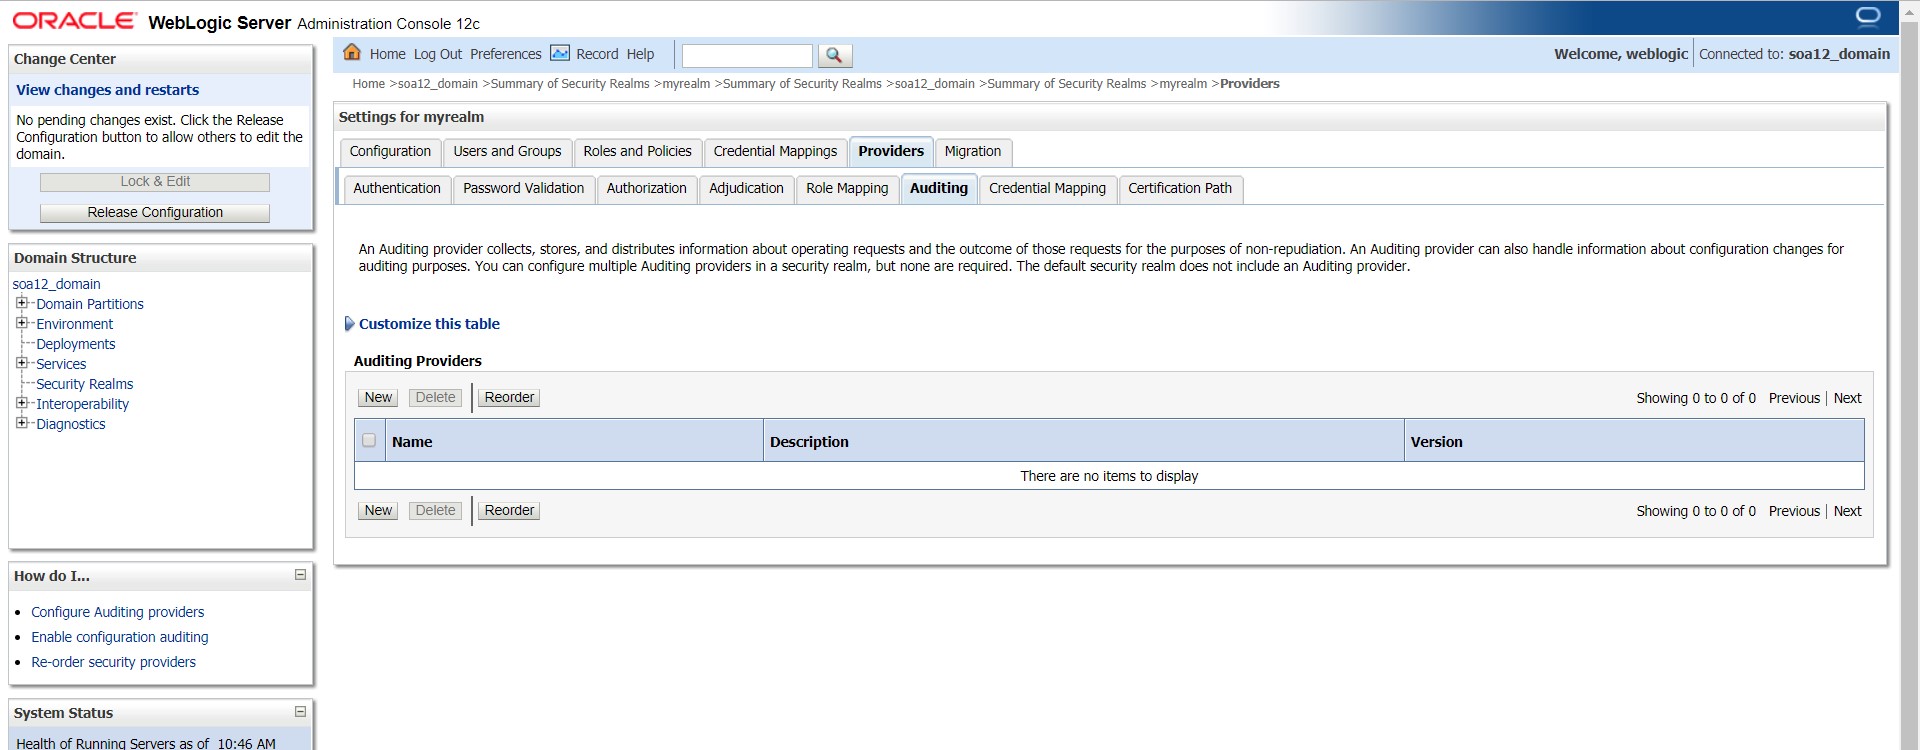 ORACLE WebLogic Server Administration Console 12c
Change Center
View changes and restarts
No pending changes exist. Click the Release
Configuration button to allow others to edit the
domain.
Lock & Edit
Release Configuration
Domain Structure
soa12_domain
Domain Partitions
Environment
Deployments
Services
Security Realms
Interoperability
Diagnostics
How do I...
Configure Auditing providers
Enable configuration auditing
Re-order security providers
System Status
Health of Running Servers as of 10:46 AM
Home Log Out Preferences Record Help
Welcome, weblogic Connected to: soa12_domain
Home >soa12_domain >Summary of Security Realms >myrealm >Summary of Security Realms >soa12_domain >Summary of Security Realms >myrealm >Providers
Settings for myrealm
Configuration Users and Groups Roles and Policies Credential Mappings Providers Migration
Authentication Password Validation Authorization Adjudication Role Mapping Auditing Credential Mapping Certification Path
An Auditing provider collects, stores, and distributes information about operating requests and the outcome of those requests for the purposes of non-repudiation. An Auditing provider can also handle information about configuration changes for
auditing purposes. You can configure multiple Auditing providers in a security realm, but none are required. The default security realm does not include an Auditing provider.
Customize this table
Auditing Providers
New Delete Reorder Showing 0 to 0 of 0 Previous | Next
Name Description Version
There are no items to display
New Delete Reorder Showing 0 to 0 of 0 Previous | Next